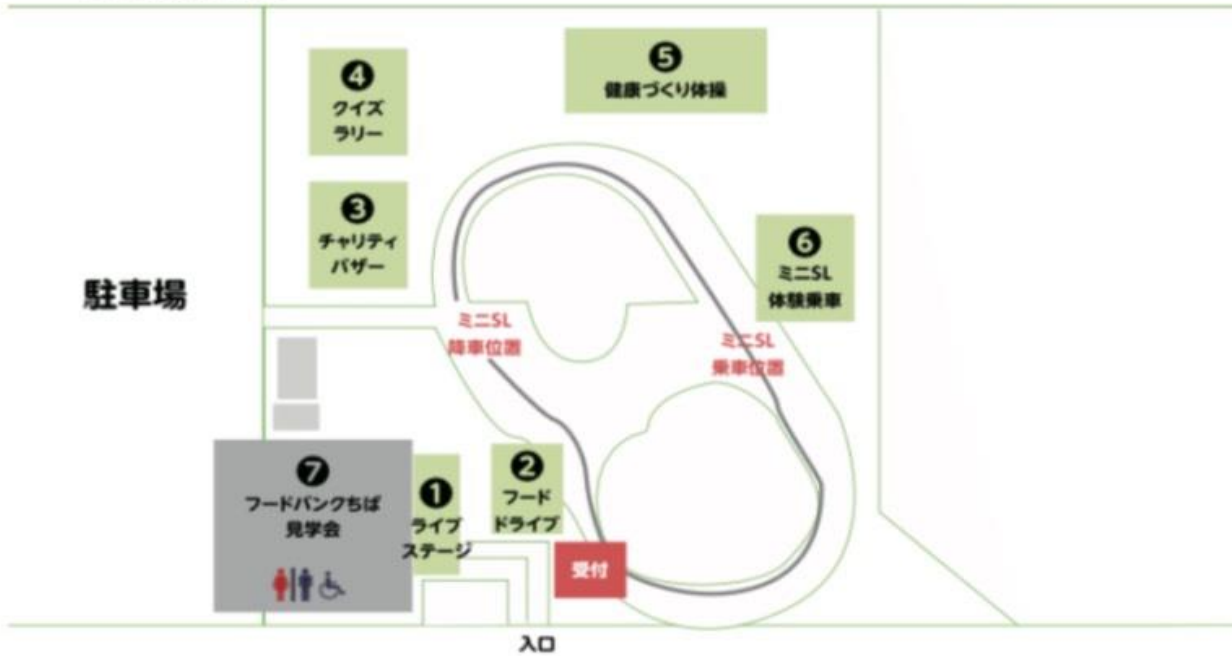 ❹
クイズ
ラリー
❺
健康づくり体操
❸
チャリティ
バザー
❻
ミニSL
体験乗車
駐車場
ミニSL
降車位置
ミニSL
乗車位置
❼
フードバンクちば
見学会
❶
ライブ
ステージ
❷
フード
ドライブ
受付
入口